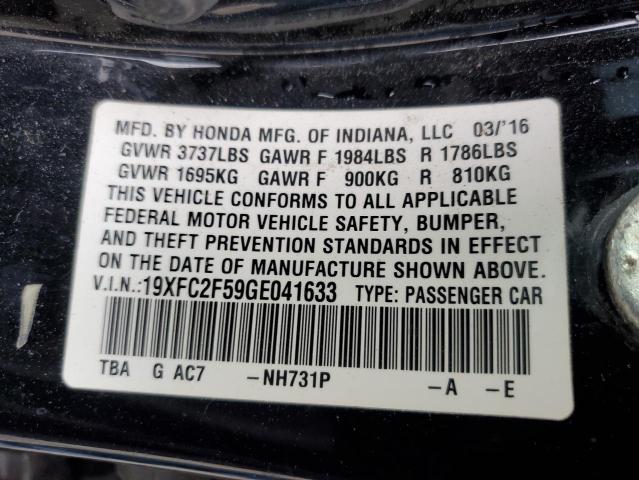 MFD. BY HONDA MFG. OF INDIANA, LLC 03/'16
GVWR 3737LBS GAWR F 1984LBS R 1786LBS
GVWR 1695KG GAWR F 900KG R 810KG
THIS VEHICLE CONFORMS TO ALL APPLICABLE
FEDERAL MOTOR VEHICLE SAFETY, BUMPER,
AND THEFT PREVENTION STANDARDS IN EFFECT
ON THE DATE OF MANUFACTURE SHOWN ABOVE.
V.I.N.:19XFC2F59GE041633 TYPE: PASSENGER CAR
TBA G AC7 -NH731P -A -E